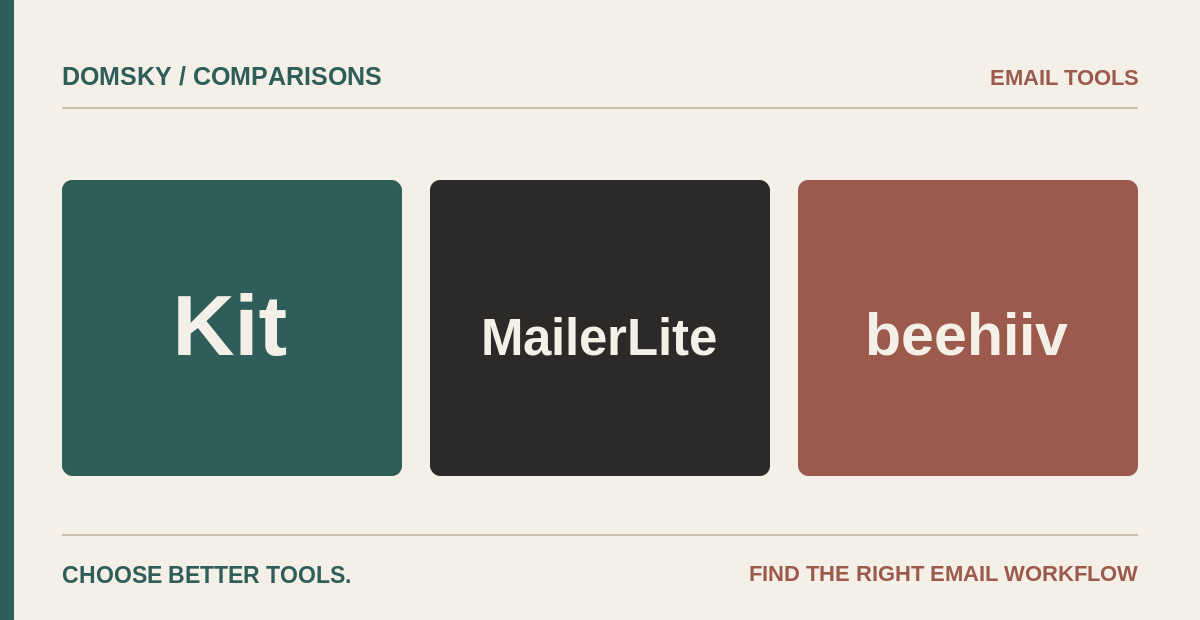 DOMSKY / COMPARISONS
EMAIL TOOLS
Kit
MailerLite
beehiiv
CHOOSE BETTER TOOLS.
FIND THE RIGHT EMAIL WORKFLOW